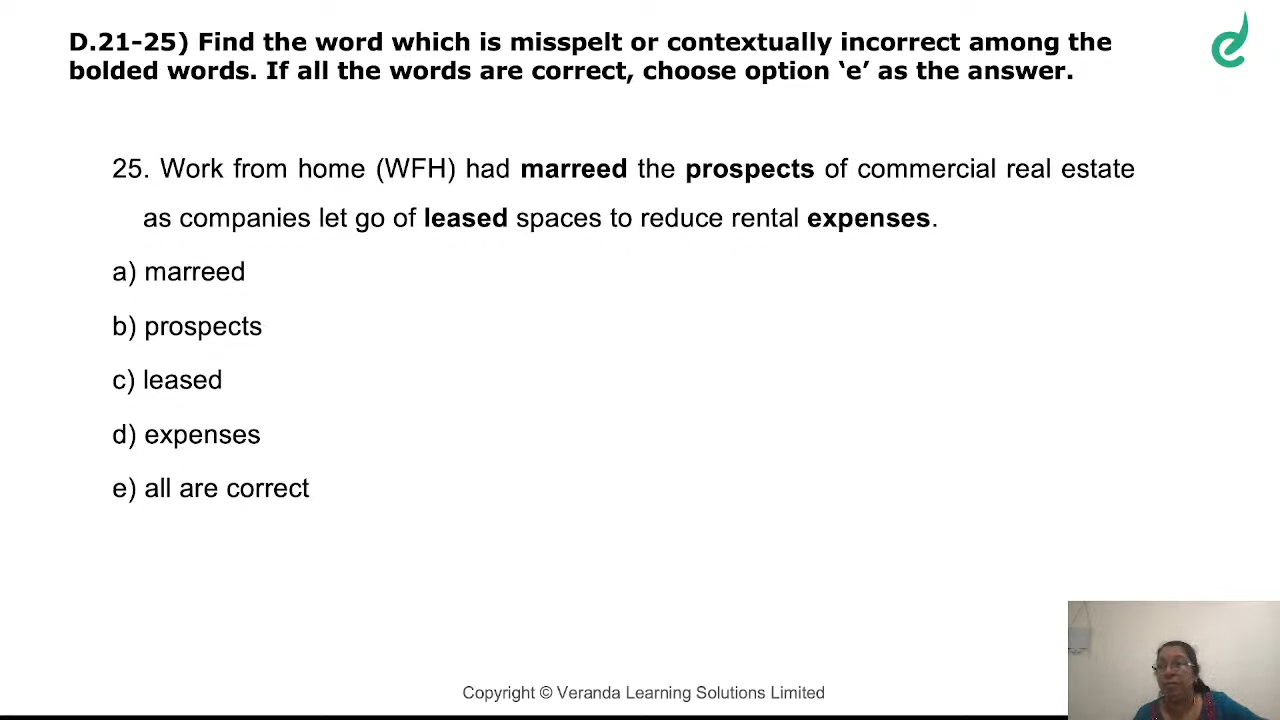 D.21-25) Find the word which is misspelt or contextually incorrect among the
bolded words. If all the words are correct, choose option ‘e’ as the answer.
25. Work from home (WFH) had marreed the prospects of commercial real estate
as companies let go of leased spaces to reduce rental expenses.
a) marreed
b) prospects
c) leased
d) expenses
e) all are correct
Copyright © Veranda Learning Solutions Limited